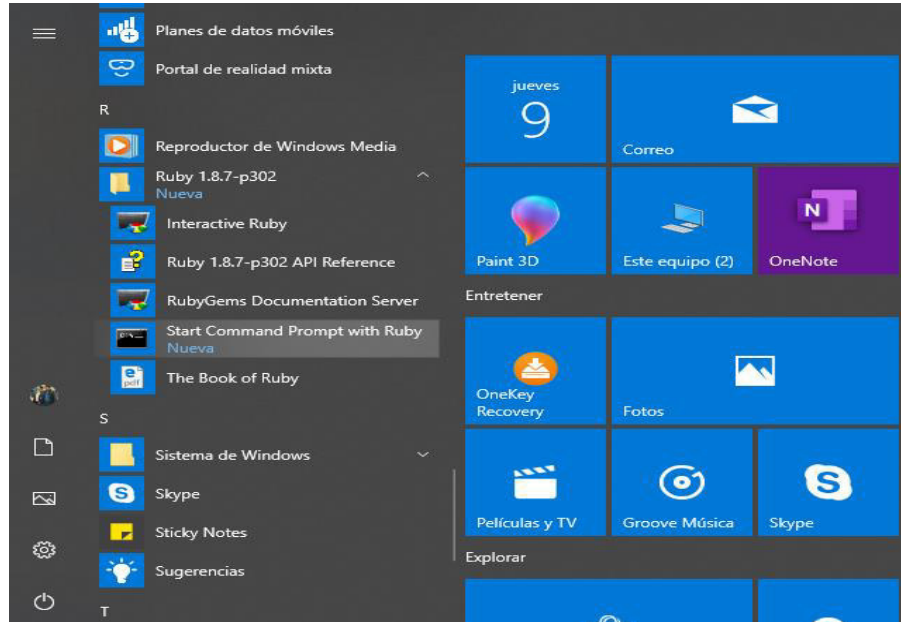 Planes de datos móviles
Portal de realidad mixta
R
Reproductor de Windows Media
Ruby 1.8.7-p302
Nueva
Interactive Ruby
Ruby 1.8.7-p302 API Reference
RubyGems Documentation Server
Start Command Prompt with Ruby
Nueva
The Book of Ruby
S
Sistema de Windows
Skype
Sticky Notes
Sugerencias
T
jueves
9
Correo
Paint 3D
Este equipo (2)
OneNote
Entretener
OneKey
Recovery
Fotos
Películas y TV
Groove Música
Skype
Explorar